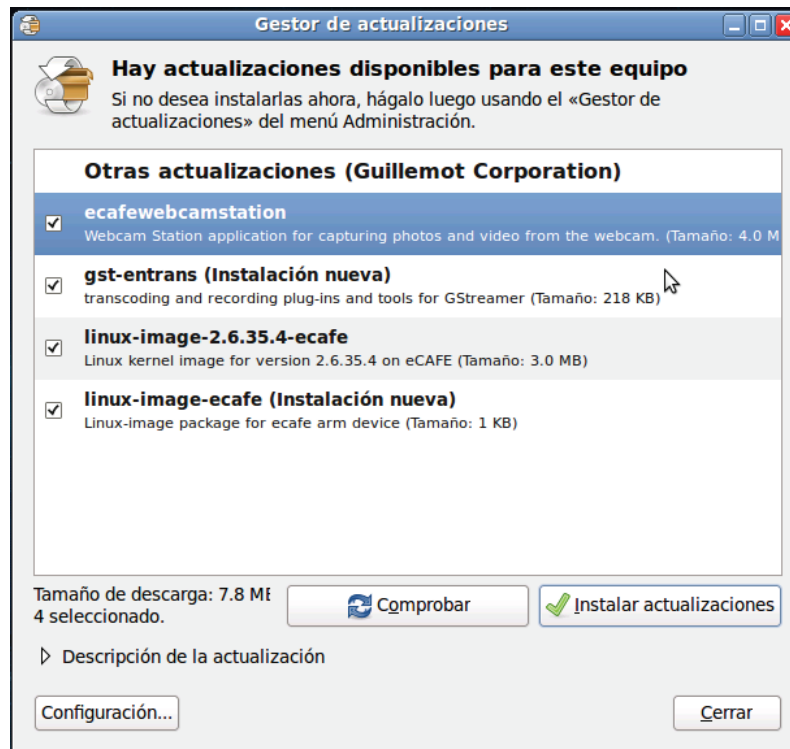 Gestor de actualizaciones
Hay actualizaciones disponibles para este equipo
Si no desea instalarlas ahora, hágalo luego usando el «Gestor de
actualizaciones» del menú Administración.
Otras actualizaciones (Guillemot Corporation)
ecafewebcamstation
Webcam Station application for capturing photos and video from the webcam. (Tamaño: 4.0 M
gst-entrans (Instalación nueva)
transcoding and recording plug-ins and tools for GStreamer (Tamaño: 218 KB)
linux-image-2.6.35.4-ecafe
Linux kernel image for version 2.6.35.4 on eCAFE (Tamaño: 3.0 MB)
linux-image-ecafe (Instalación nueva)
Linux-image package for ecafe arm device (Tamaño: 1 KB)
Tamaño de descarga: 7.8 MB
4 seleccionado.
Comprobar
Instalar actualizaciones
Descripción de la actualización
Configuración...
Cerrar